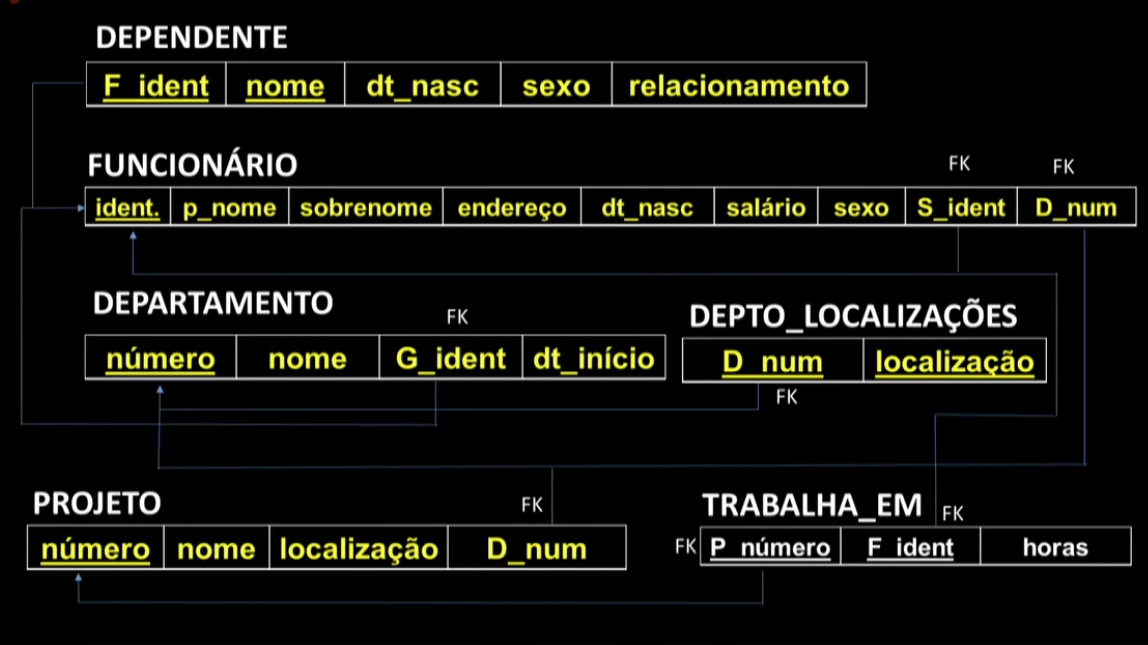 DEPENDENTE
F_ident nome dt_nasc sexo relacionamento
FUNCIONÁRIO
FK FK
ident. p_nome sobrenome endereço dt_nasc salário sexo S_ident D_num
DEPARTAMENTO
FK
número nome G_ident dt_início
DEPTO_LOCALIZAÇÕES
D_num localização
FK
PROJETO
FK
número nome localização D_num
TRABALHA_EM
FK
FK P_número F_ident horas